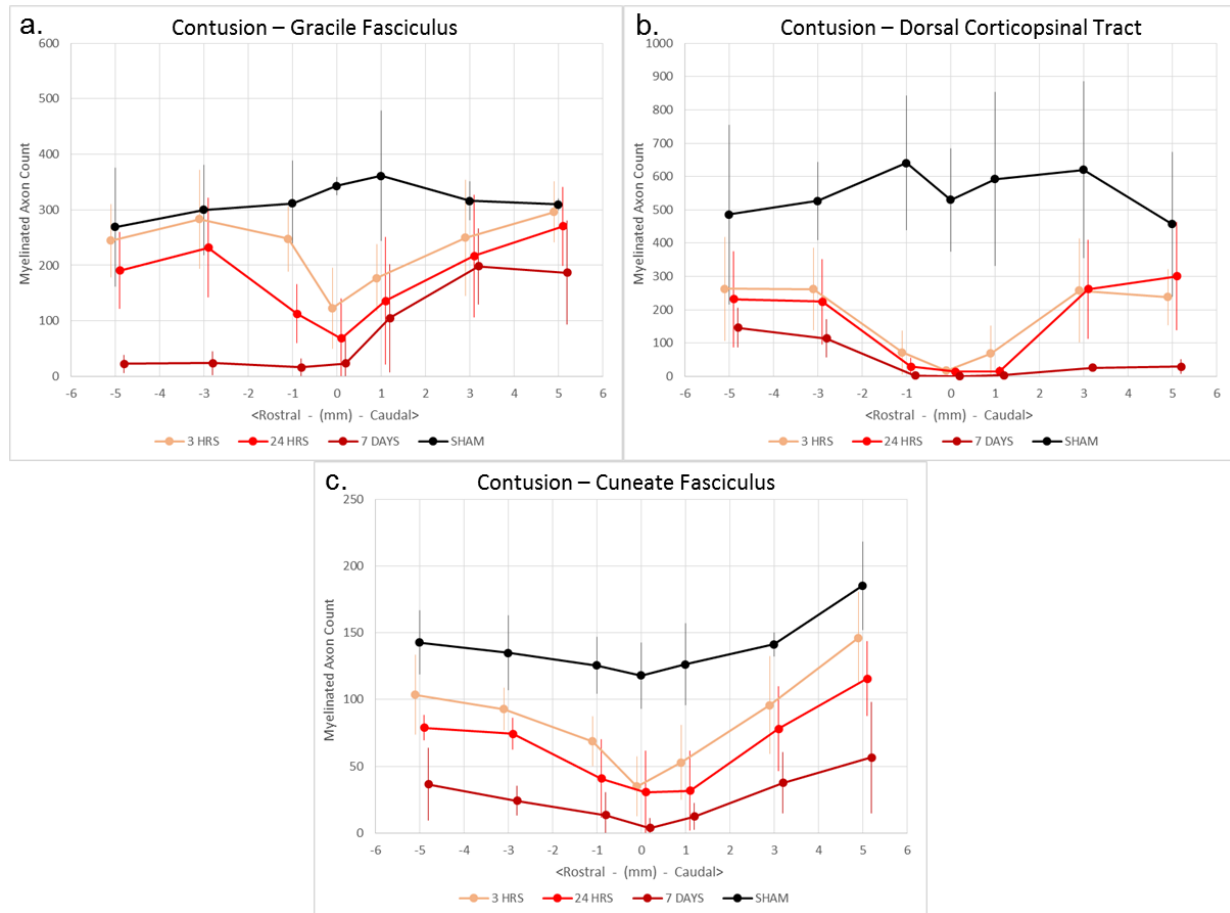 a.
Contusion – Gracile Fasciculus
600
500
400
300
200
100
0
Myelinated Axon Count
-6 -5 -4 -3 -2 -1 0 1 2 3 4 5 6
<Rostral - (mm) - Caudal>
3 HRS 24 HRS 7 DAYS SHAM
b.
Contusion – Dorsal Corticopsinal Tract
1000
900
800
700
600
500
400
300
200
100
0
Myelinated Axon Count
-6 -5 -4 -3 -2 -1 0 1 2 3 4 5 6
<Rostral - (mm) - Caudal>
3 HRS 24 HRS 7 DAYS SHAM
c.
Contusion – Cuneate Fasciculus
250
200
150
100
50
0
Myelinated Axon Count
-6 -5 -4 -3 -2 -1 0 1 2 3 4 5 6
<Rostral - (mm) - Caudal>
3 HRS 24 HRS 7 DAYS SHAM